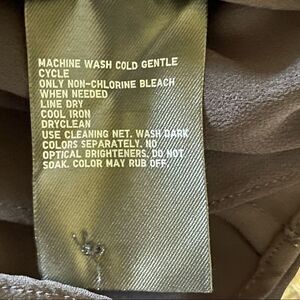 MACHINE WASH COLD GENTLE
CYCLE
ONLY NON-CHLORINE BLEACH
WHEN NEEDED
LINE DRY
COOL IRON
DRYCLEAN
USE CLEANING NET. WASH DARK
COLORS SEPARATELY. NO
OPTICAL BRIGHTENERS. DO NOT
SOAK. COLOR MAY RUB OFF.